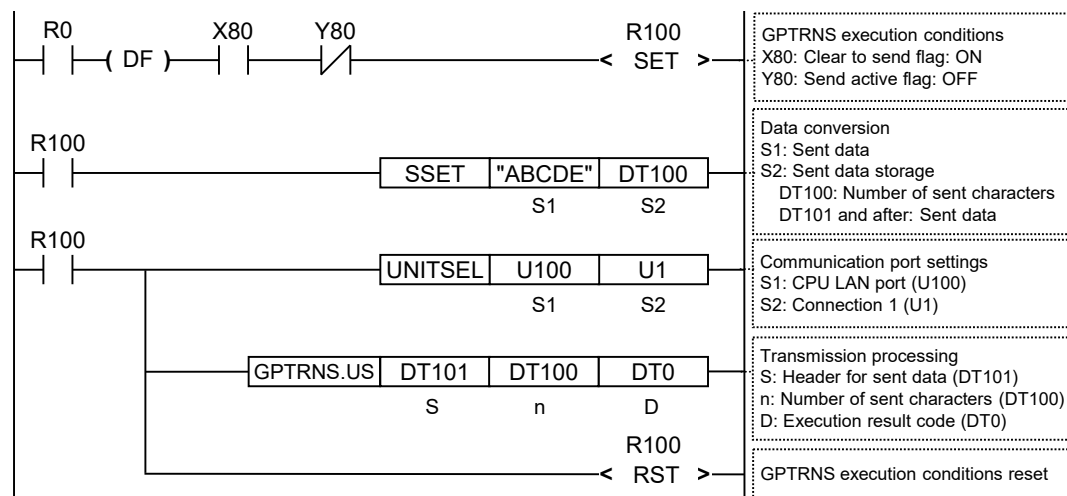 R0 X80 Y80 R100
( DF ) < SET >
GPTRNS execution conditions
X80: Clear to send flag: ON
Y80: Send active flag: OFF
R100
SSET "ABCDE" DT100
S1 S2
Data conversion
S1: Sent data
S2: Sent data storage
DT100: Number of sent characters
DT101 and after: Sent data
R100
UNITSEL U100 U1
S1 S2
Communication port settings
S1: CPU LAN port (U100)
S2: Connection 1 (U1)
GPTRNS.US DT101 DT100 DT0
S n D
Transmission processing
S: Header for sent data (DT101)
n: Number of sent characters (DT100)
D: Execution result code (DT0)
R100
< RST >
GPTRNS execution conditions reset